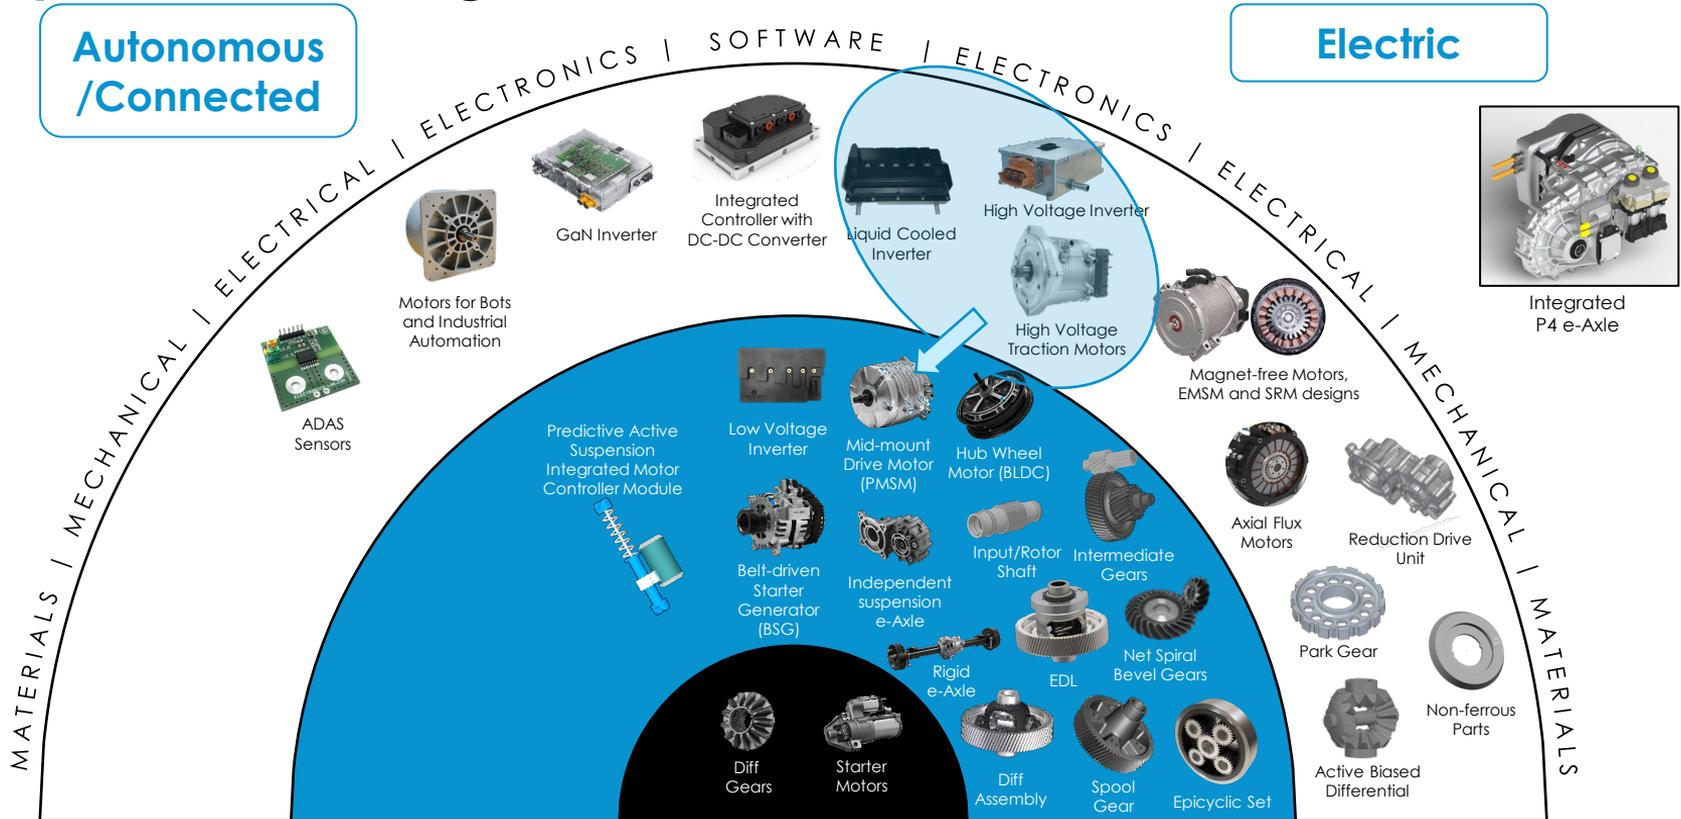 Autonomous
/Connected
Electric
MATERIALS | MECHANICAL | ELECTRICAL | ELECTRONICS | SOFTWARE | ELECTRONICS | ELECTRICAL | MECHANICAL | MATERIALS
ADAS
Sensors
Motors for Bots
and Industrial
Automation
GaN Inverter
Integrated
Controller with
DC-DC Converter
Liquid Cooled
Inverter
High Voltage Inverter
High Voltage
Traction Motors
Magnet-free Motors,
EMSM and SRM designs
Integrated
P4 e-Axle
Axial Flux
Motors
Reduction Drive
Unit
Park Gear
Non-ferrous
Parts
Active Biased
Differential
Predictive Active
Suspension
Integrated Motor
Controller Module
Low Voltage
Inverter
Mid-mount
Drive Motor
(PMSM)
Hub Wheel
Motor (BLDC)
Belt-driven
Starter
Generator
(BSG)
Independent
suspension
e-Axle
Input/Rotor
Shaft
Intermediate
Gears
Rigid
e-Axle
EDL
Net Spiral
Bevel Gears
Diff
Assembly
Spool
Gear
Epicyclic Set
Diff
Gears
Starter
Motors